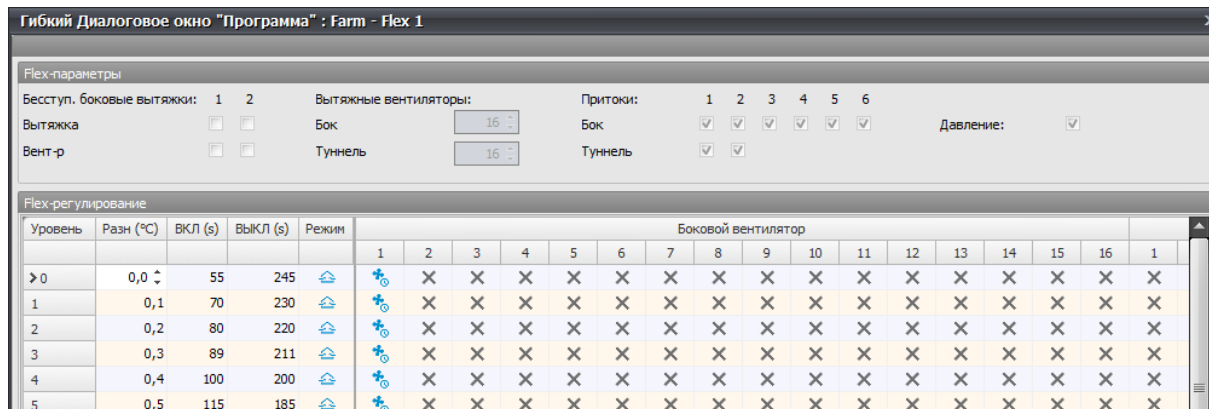 Гибкий Диалоговое окно "Программа" : Farm - Flex 1
Flex-параметры
Бесступ. боковые вытяжки: 1 2 Вытяжные вентиляторы: Притоки: 1 2 3 4 5 6
Вытяжка Бок 16 Бок Давление:
Вент-р Туннель 16 Туннель
Flex-регулирование
Уровень Разн (°C) ВКЛ (s) ВЫКЛ (s) Режим Боковой вентилятор
1 2 3 4 5 6 7 8 9 10 11 12 13 14 15 16 1
0 0,0 55 245
1 0,1 70 230
2 0,2 80 220
3 0,3 89 211
4 0,4 100 200
5 0,5 115 185